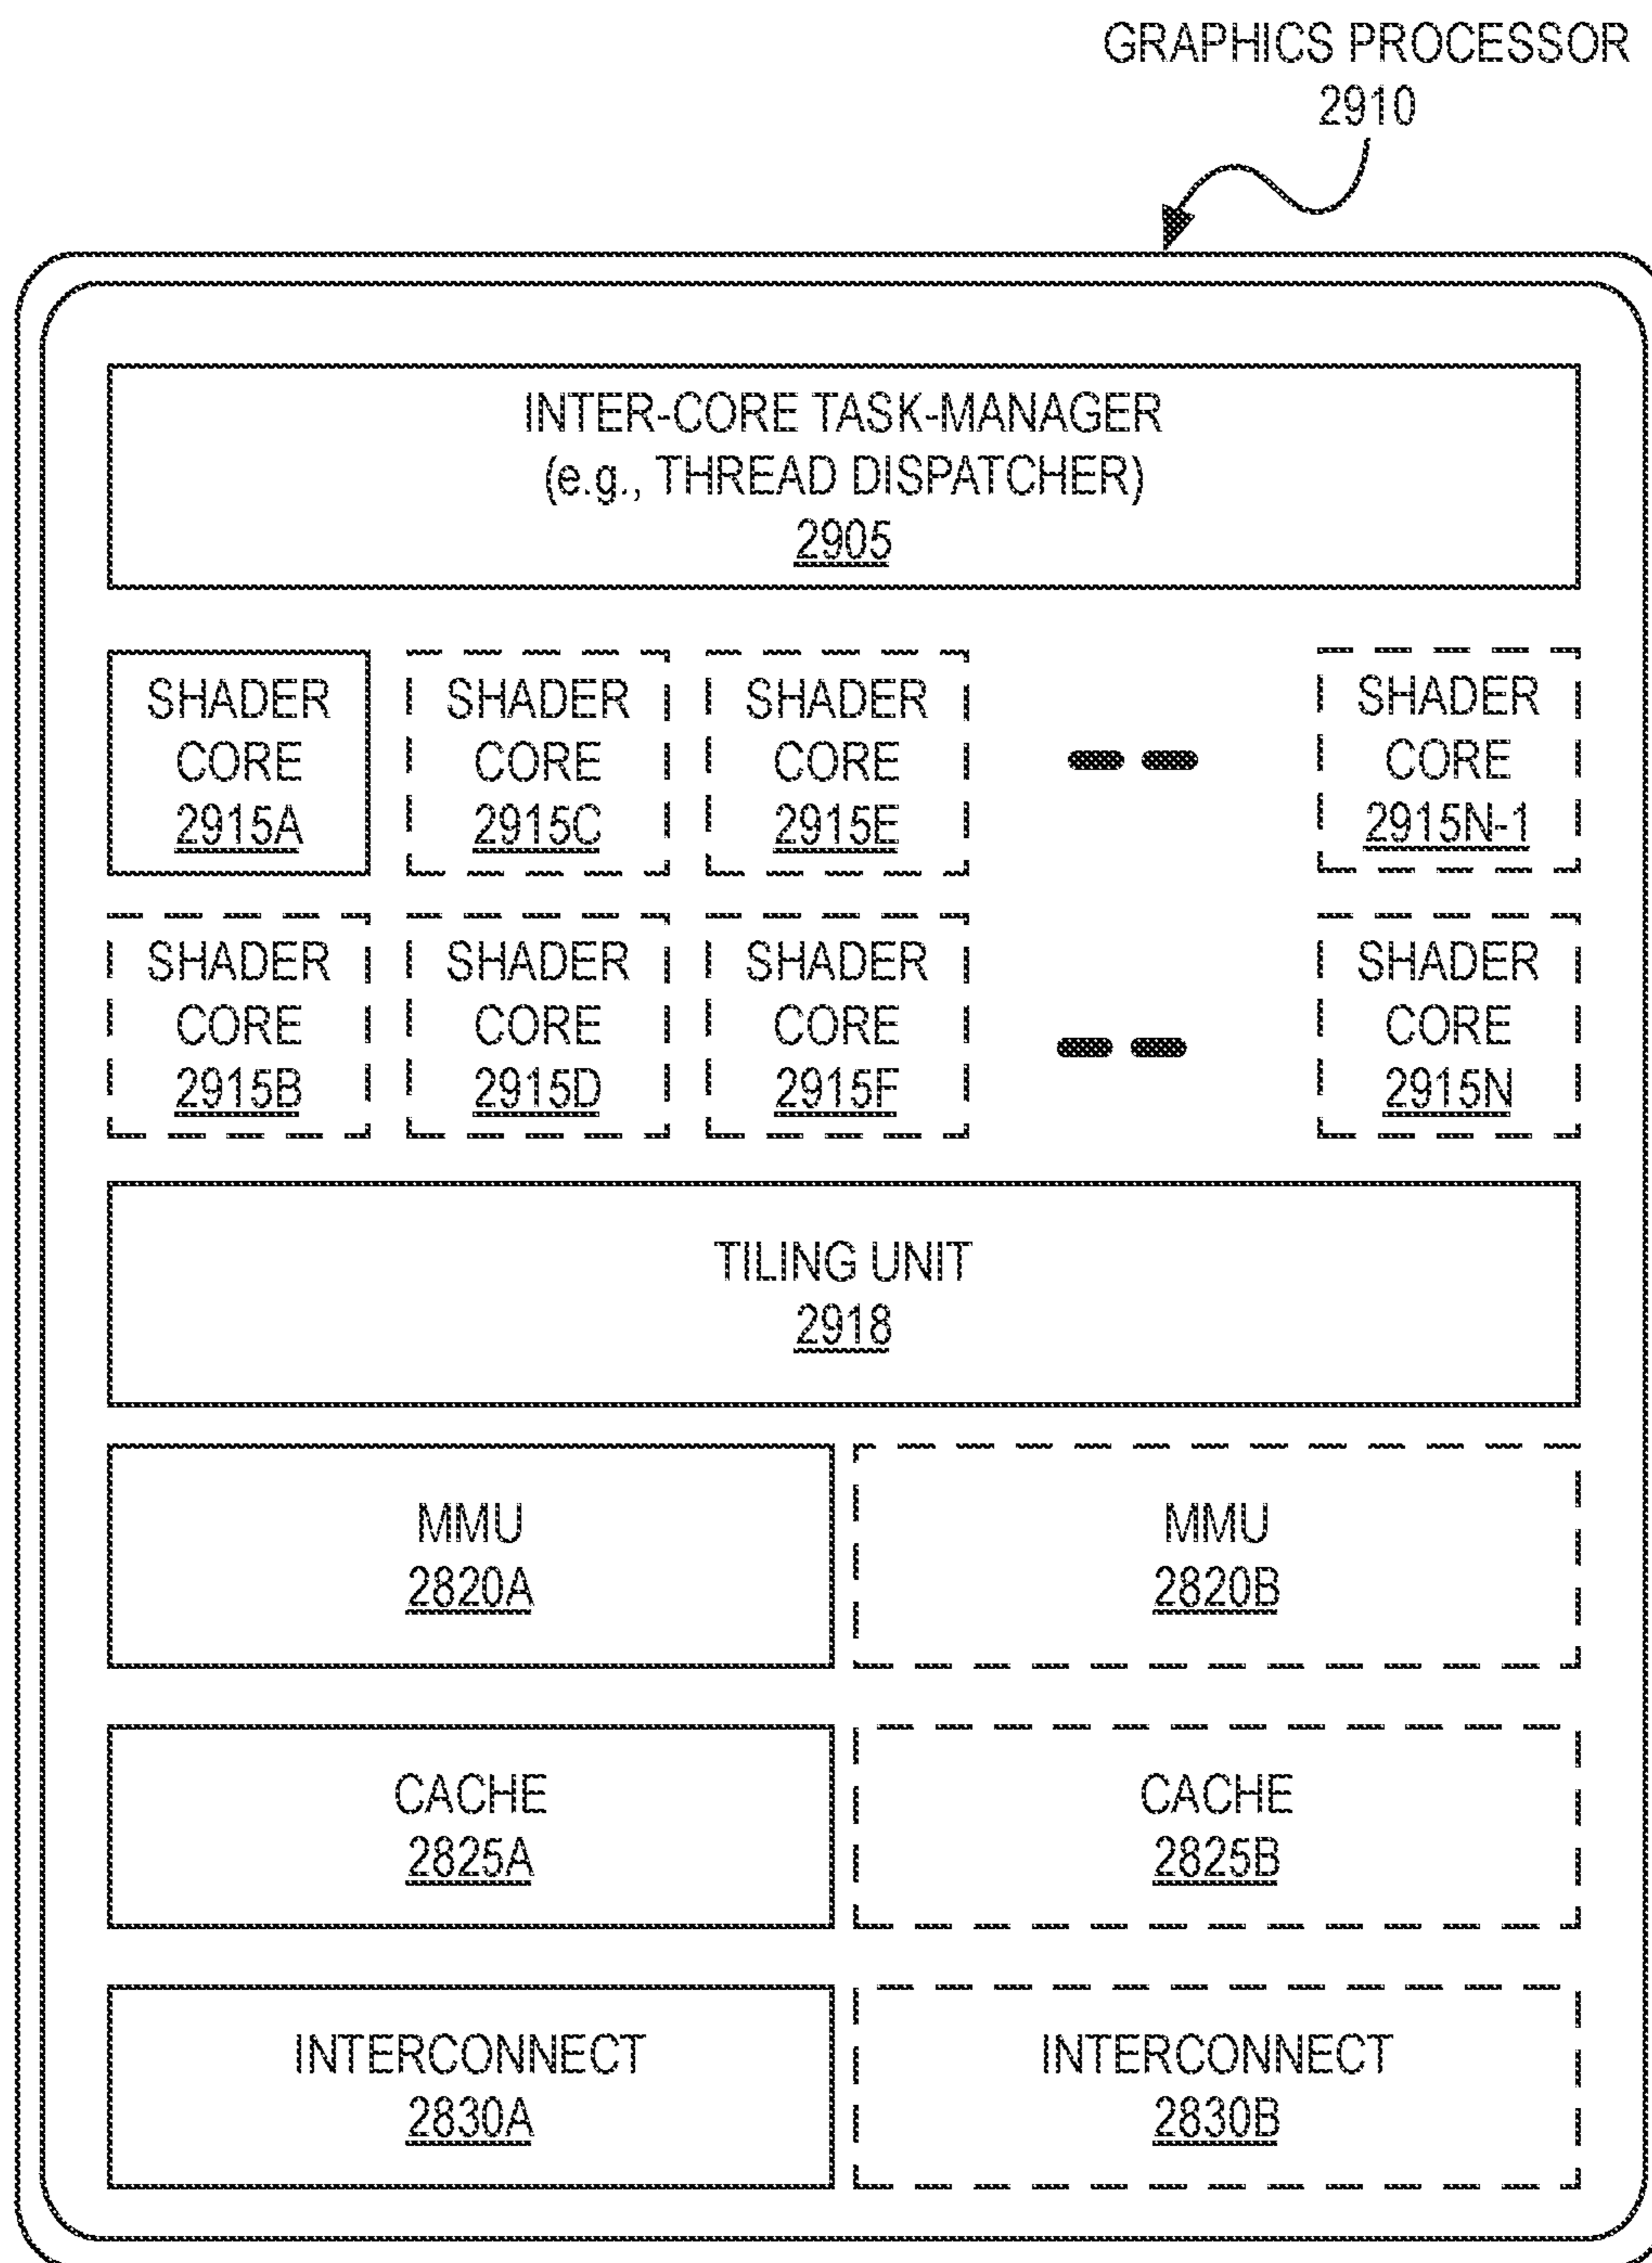 GRAPHICS PROCESSOR
2910
INTER-CORE TASK-MANAGER
(e.g., THREAD DISPATCHER)
2905
SHADER
CORE
2915A
SHADER
CORE
2915C
SHADER
CORE
2915E
SHADER
CORE
2915N-1
SHADER
CORE
2915B
SHADER
CORE
2915D
SHADER
CORE
2915F
SHADER
CORE
2915N
TILING UNIT
2918
MMU
2820A
MMU
2820B
CACHE
2825A
CACHE
2825B
INTERCONNECT
2830A
INTERCONNECT
2830B